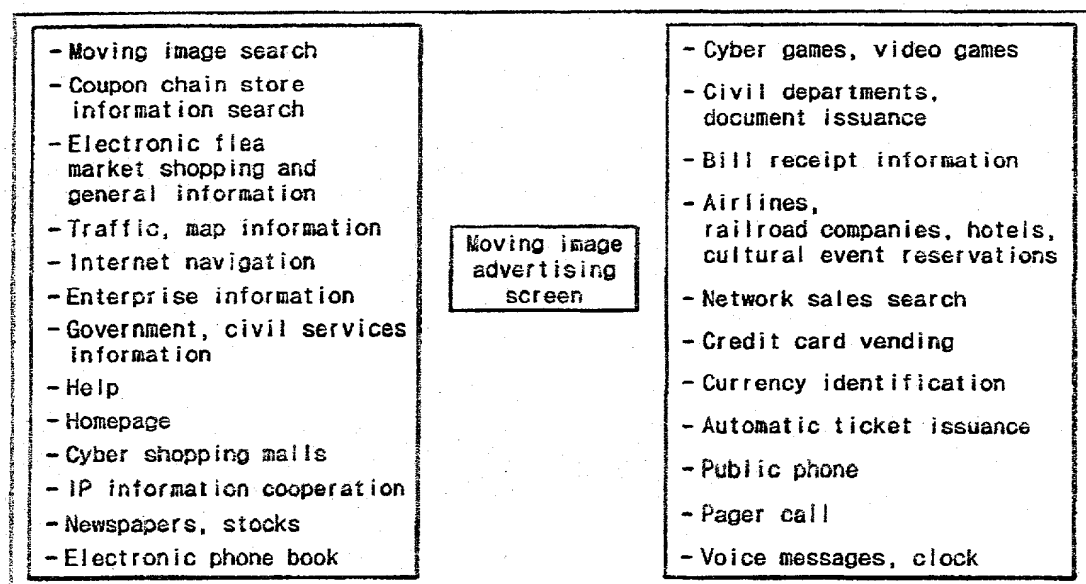 - Moving image search
- Coupon chain store
information search
- Electronic flea
market shopping and
general information
- Traffic, map information
- Internet navigation
- Enterprise information
- Government, civil services
information
- Help
- Homepage
- Cyber shopping malls
- IP information cooperation
- Newspapers, stocks
- Electronic phone book
Moving image
advertising
screen
- Cyber games, video games
- Civil departments,
document issuance
- Bill receipt information
- Airlines,
railroad companies, hotels,
cultural event reservations
- Network sales search
- Credit card vending
- Currency identification
- Automatic ticket issuance
- Public phone
- Pager call
- Voice messages, clock